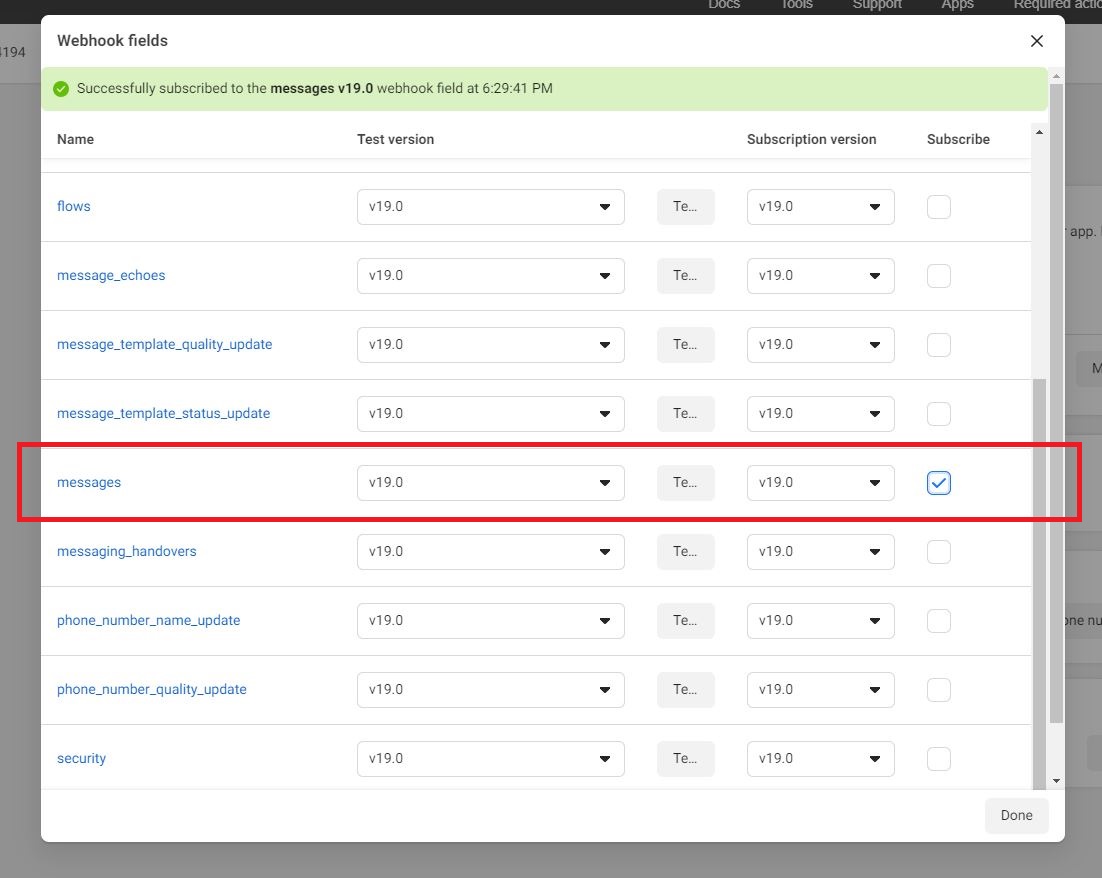 Docs Tools Support Apps Required actio
4194
Webhook fields
Successfully subscribed to the messages v19.0 webhook field at 6:29:41 PM
Name Test version Subscription version Subscribe
flows v19.0 Te... v19.0
r app.
message_echoes v19.0 Te... v19.0
message_template_quality_update v19.0 Te... v19.0
M
message_template_status_update v19.0 Te... v19.0
messages v19.0 Te... v19.0
messaging_handovers v19.0 Te... v19.0
phone_number_name_update v19.0 Te... v19.0
one nu
phone_number_quality_update v19.0 Te... v19.0
security v19.0 Te... v19.0
Done